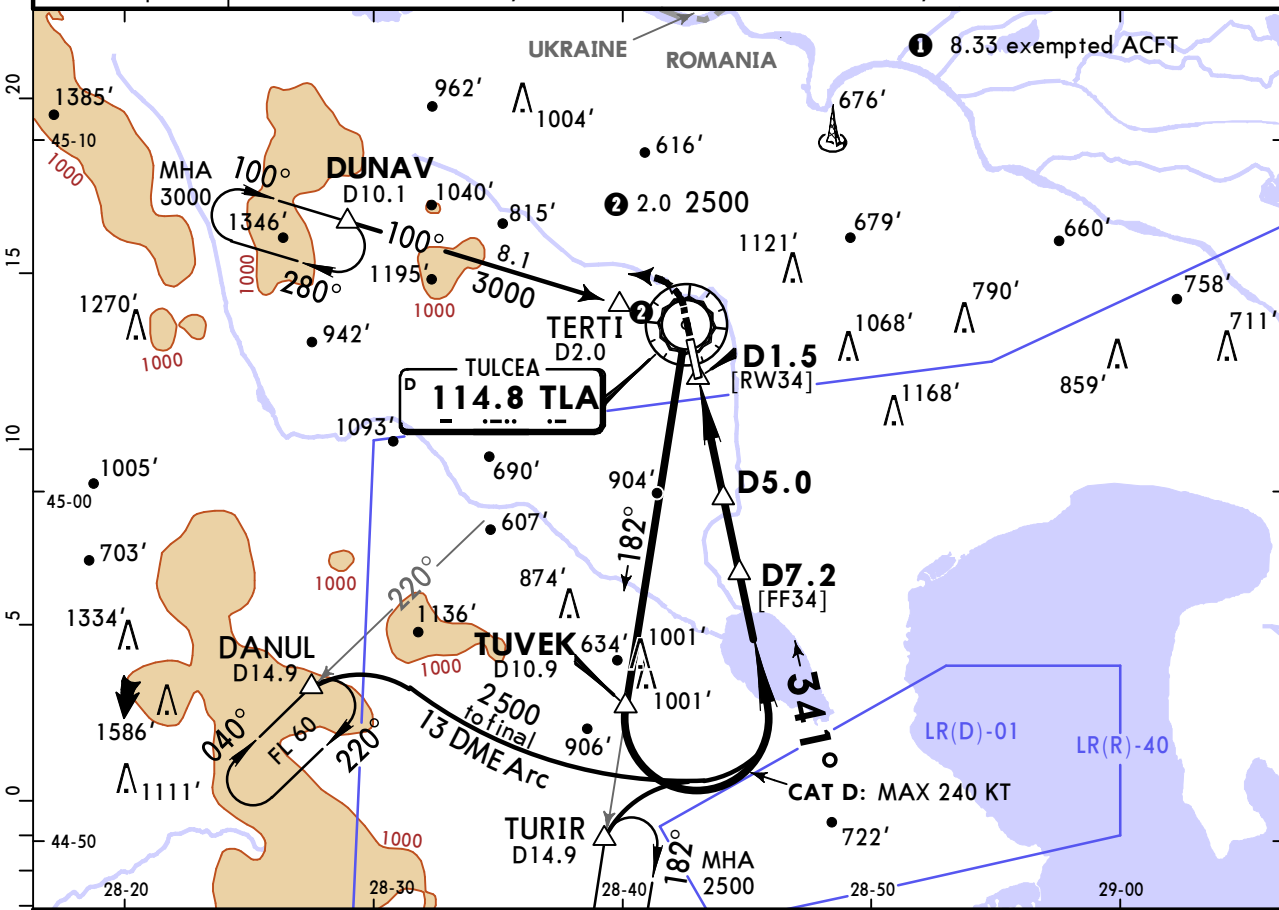 UKRAINE
ROMANIA
❶ 8.33 exempted ACFT
20
1385'
962'
1004'
676'
45-10
1000
616'
MHA
3000
100°
DUNAV
D10.1
1040'
❷ 2.0 2500
815'
679'
660'
1346'
100°
8.1
3000
1121'
15
1000
280°
1195'
1000
758'
1270'
790'
711'
942'
TERTI
D2.0
❷
1068'
1000
D1.5
[RW34]
859'
TULCEA
D
114.8 TLA
1168'
10
1093'
1005'
690'
904'
D5.0
45-00
607'
182°
703'
220°
874'
D7.2
[FF34]
1000
5
1334'
1136'
1000
TUVEK
D10.9
634'
1001'
DANUL
D14.9
1001'
341°
2500
to final
13 DME Arc
1586'
040°
FL 60
220°
906'
LR(D)-01
LR(R)-40
0
1111'
CAT D: MAX 240 KT
TURIR
D14.9
722'
1000
182°
MHA
2500
44-50
28-20
28-30
28-40
28-50
29-00